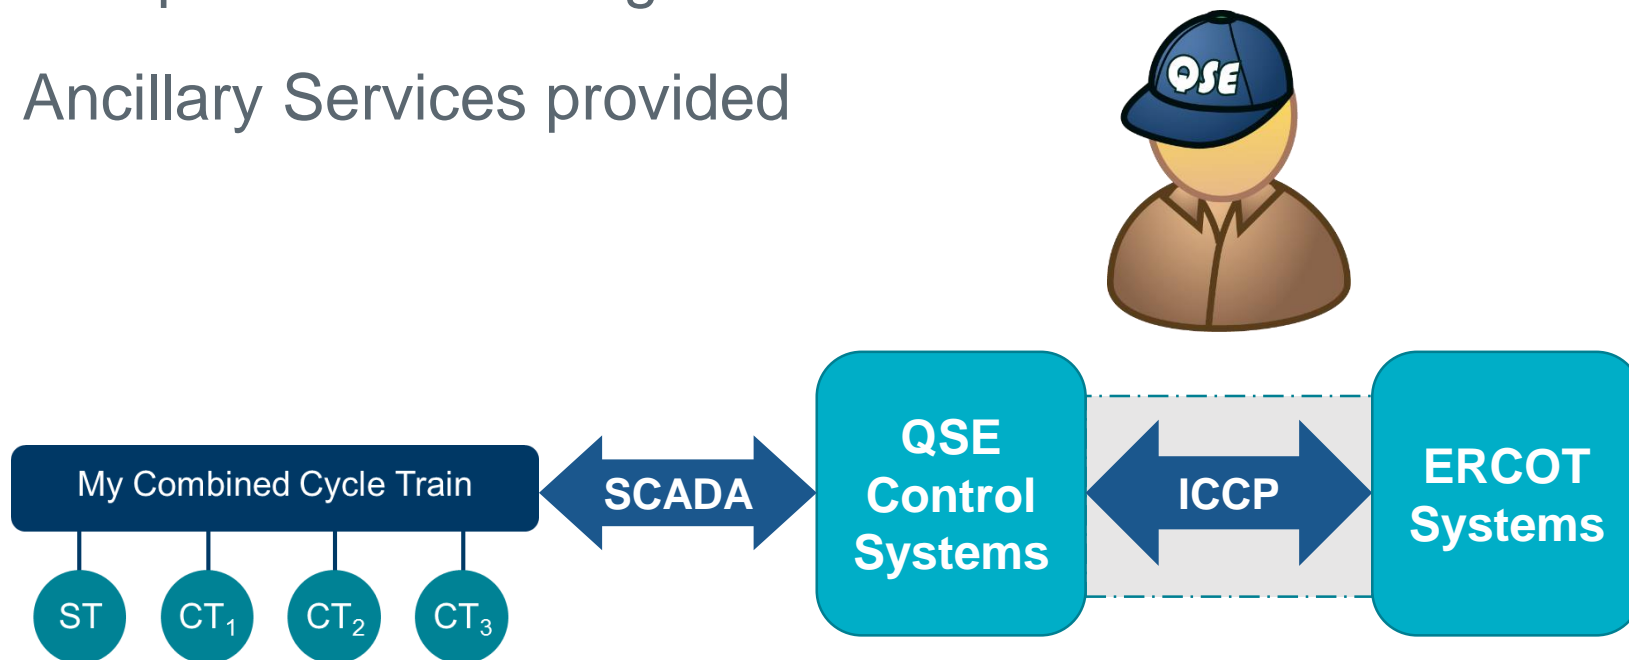 Ancillary Services provided
QSE
My Combined Cycle Train
SCADA
QSE
Control
Systems
ICCP
ERCOT
Systems
ST
CT₁
CT₂
CT₃